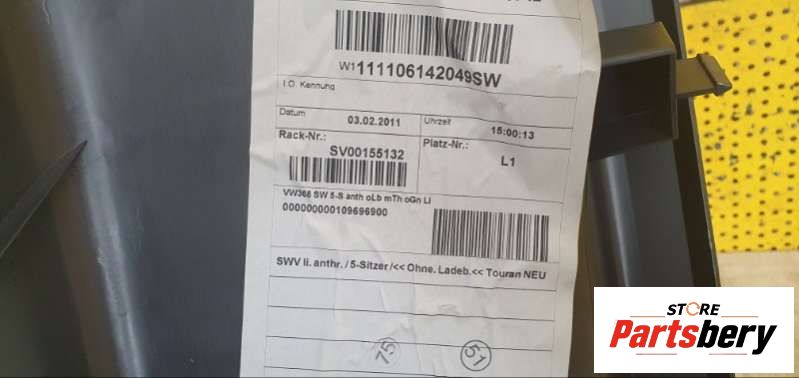 W1111106142049SW
I.D. Kennung
Datum 03.02.2011 Uhrzeit 15:00:13
Rack-Nr.: SV00155132 Platz-Nr.: L1
VW368 SW 5-S anth oLb mTh oGn LI
000000000109696900
SWV li. anthr. / 5-Sitzer /<< Ohne. Ladeb.<< Touran NEU
75 51
STORE
Partsbery